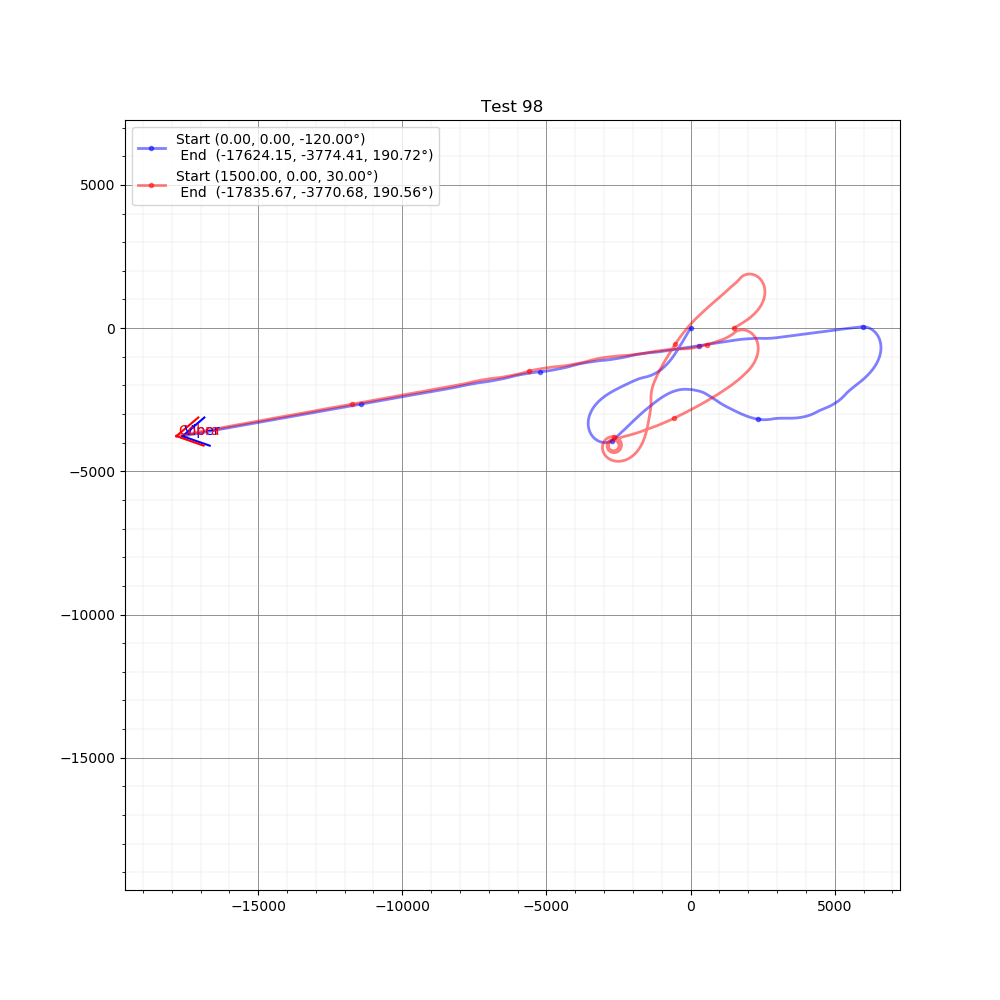 Test 98
Start (0.00, 0.00, -120.00°)
End (-17624.15, -3774.41, 190.72°)
Start (1500.00, 0.00, 30.00°)
End (-17835.67, -3770.68, 190.56°)
5000
0
−5000
−10000
−15000
−15000
−10000
−5000
0
5000